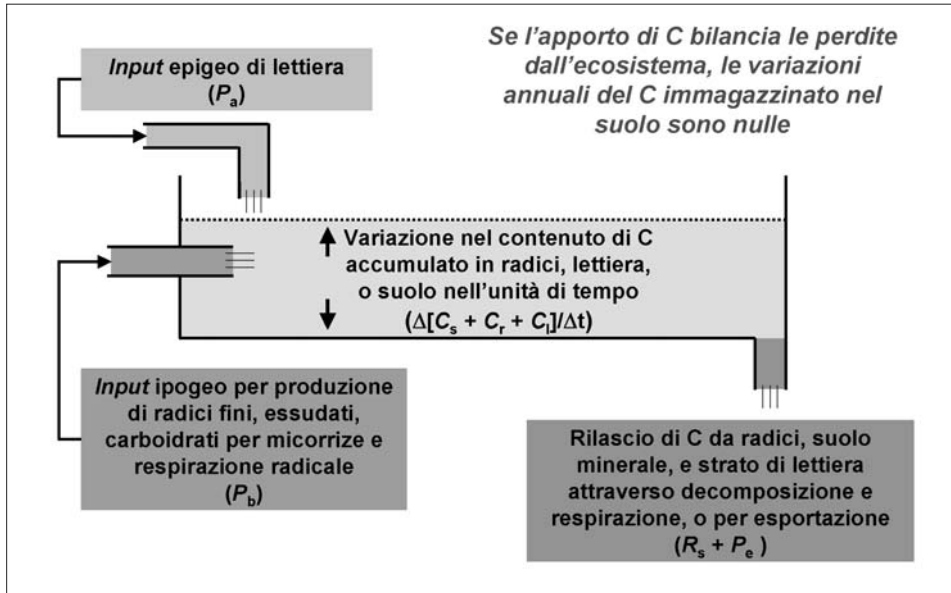 Input epigeo di lettiera
(Pₐ)
Se l'apporto di C bilancia le perdite
dall'ecosistema, le variazioni
annuali del C immagazzinato nel
suolo sono nulle
Variazione nel contenuto di C
accumulato in radici, lettiera,
o suolo nell'unità di tempo
(Δ[Cₛ + Cᵣ + Cₗ]/Δt)
Input ipogeo per produzione
di radici fini, essudati,
carboidrati per micorrize e
respirazione radicale
(P_b)
Rilascio di C da radici, suolo
minerale, e strato di lettiera
attraverso decomposizione e
respirazione, o per esportazione
(Rₛ + Pₑ )